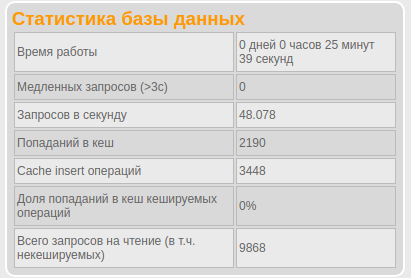 Статистика базы данных
Время работы
0 дней 0 часов 25 минут
39 секунд
Медленных запросов (>3с)
0
Запросов в секунду
48.078
Попаданий в кеш
2190
Cache insert операций
3448
Доля попаданий в кеш кешируемых
операций
0%
Всего запросов на чтение (в т.ч.
некешируемых)
9868